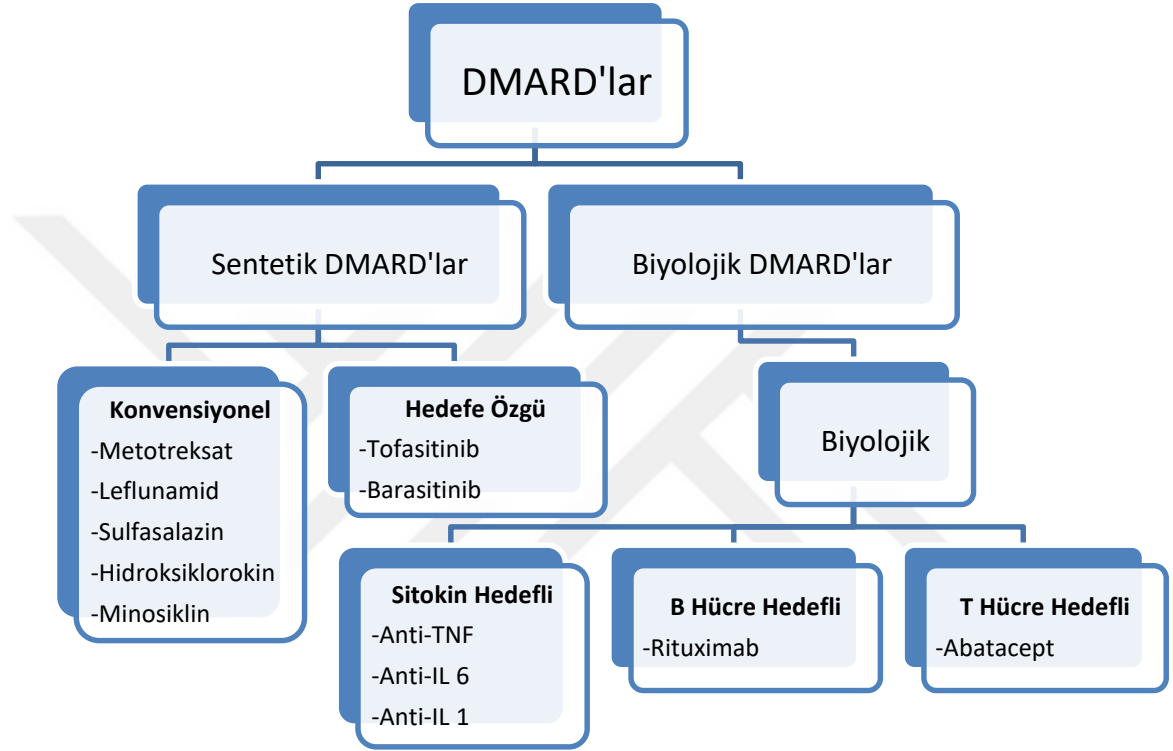 DMARD'lar
Sentetik DMARD'lar
Biyolojik DMARD'lar
Konvensiyonel
-Metotreksat
-Leflunamid
-Sulfasalazin
-Hidroksiklorokin
-Minosiklin
Hedefe Özgü
-Tofasitinib
-Barasitinib
Biyolojik
Sitokin Hedefli
-Anti-TNF
-Anti-IL 6
-Anti-IL 1
B Hücre Hedefli
-Rituximab
T Hücre Hedefli
-Abatacept